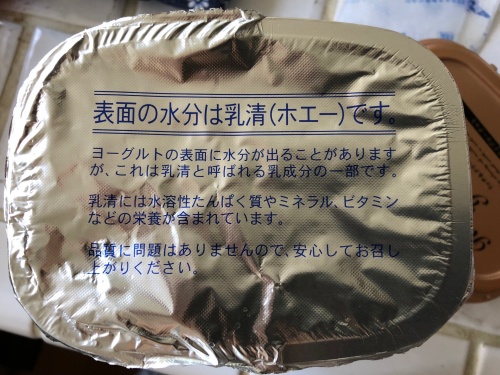 表面の水分は乳清(ホエー)です。
ヨーグルトの表面に水分が出ることがあります
が、これは乳清と呼ばれる乳成分の一部です。
乳清には水溶性たんぱく質やミネラル、ビタミン
などの栄養が含まれています。
品質に問題はありませんので、安心してお召し
上がりください。